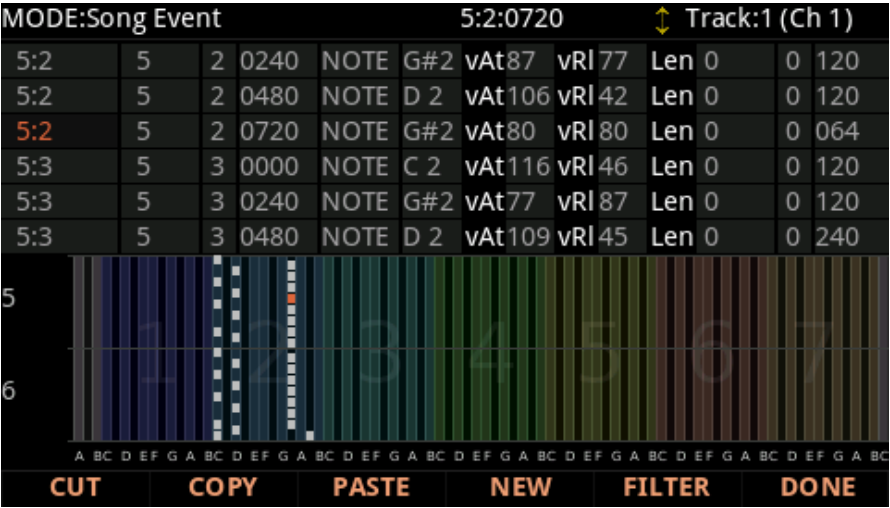 MODE:Song Event 5:2:0720 Track:1 (Ch 1)
5:2 5 2 0240 NOTE G#2 vAt 87 vRl 77 Len 0 0 120
5:2 5 2 0480 NOTE D 2 vAt 106 vRl 42 Len 0 0 120
5:2 5 2 0720 NOTE G#2 vAt 80 vRl 80 Len 0 0 064
5:3 5 3 0000 NOTE C 2 vAt 116 vRl 46 Len 0 0 120
5:3 5 3 0240 NOTE G#2 vAt 77 vRl 87 Len 0 0 120
5:3 5 3 0480 NOTE D 2 vAt 109 vRl 45 Len 0 0 240
5
1 2 3 4 5 6 7
6
A BC D EF G A BC D EF G A BC D EF G A BC D EF G A BC D EF G A BC D EF G A BC D EF G A BC
CUT COPY PASTE NEW FILTER DONE